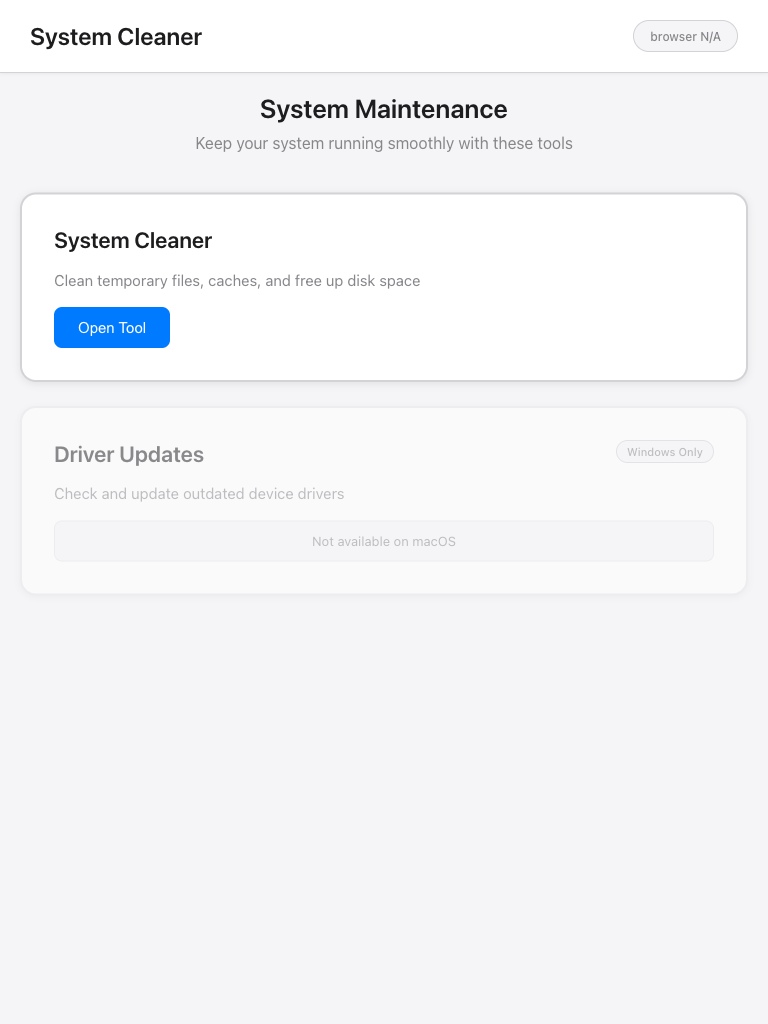 System Cleaner
browser N/A
System Maintenance
Keep your system running smoothly with these tools
System Cleaner
Clean temporary files, caches, and free up disk space
Open Tool
Driver Updates
Windows Only
Check and update outdated device drivers
Not available on macOS